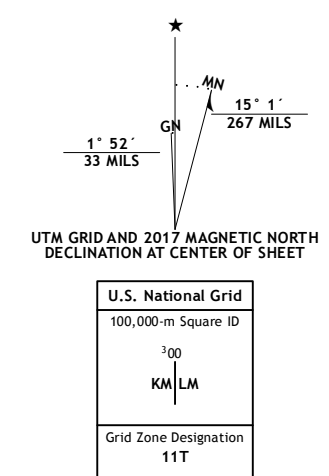 ★
MN
GN
15° 1´
267 MILS
1° 52´
33 MILS
UTM GRID AND 2017 MAGNETIC NORTH
DECLINATION AT CENTER OF SHEET
U.S. National Grid
100,000-m Square ID
³00
KM LM
Grid Zone Designation
11T